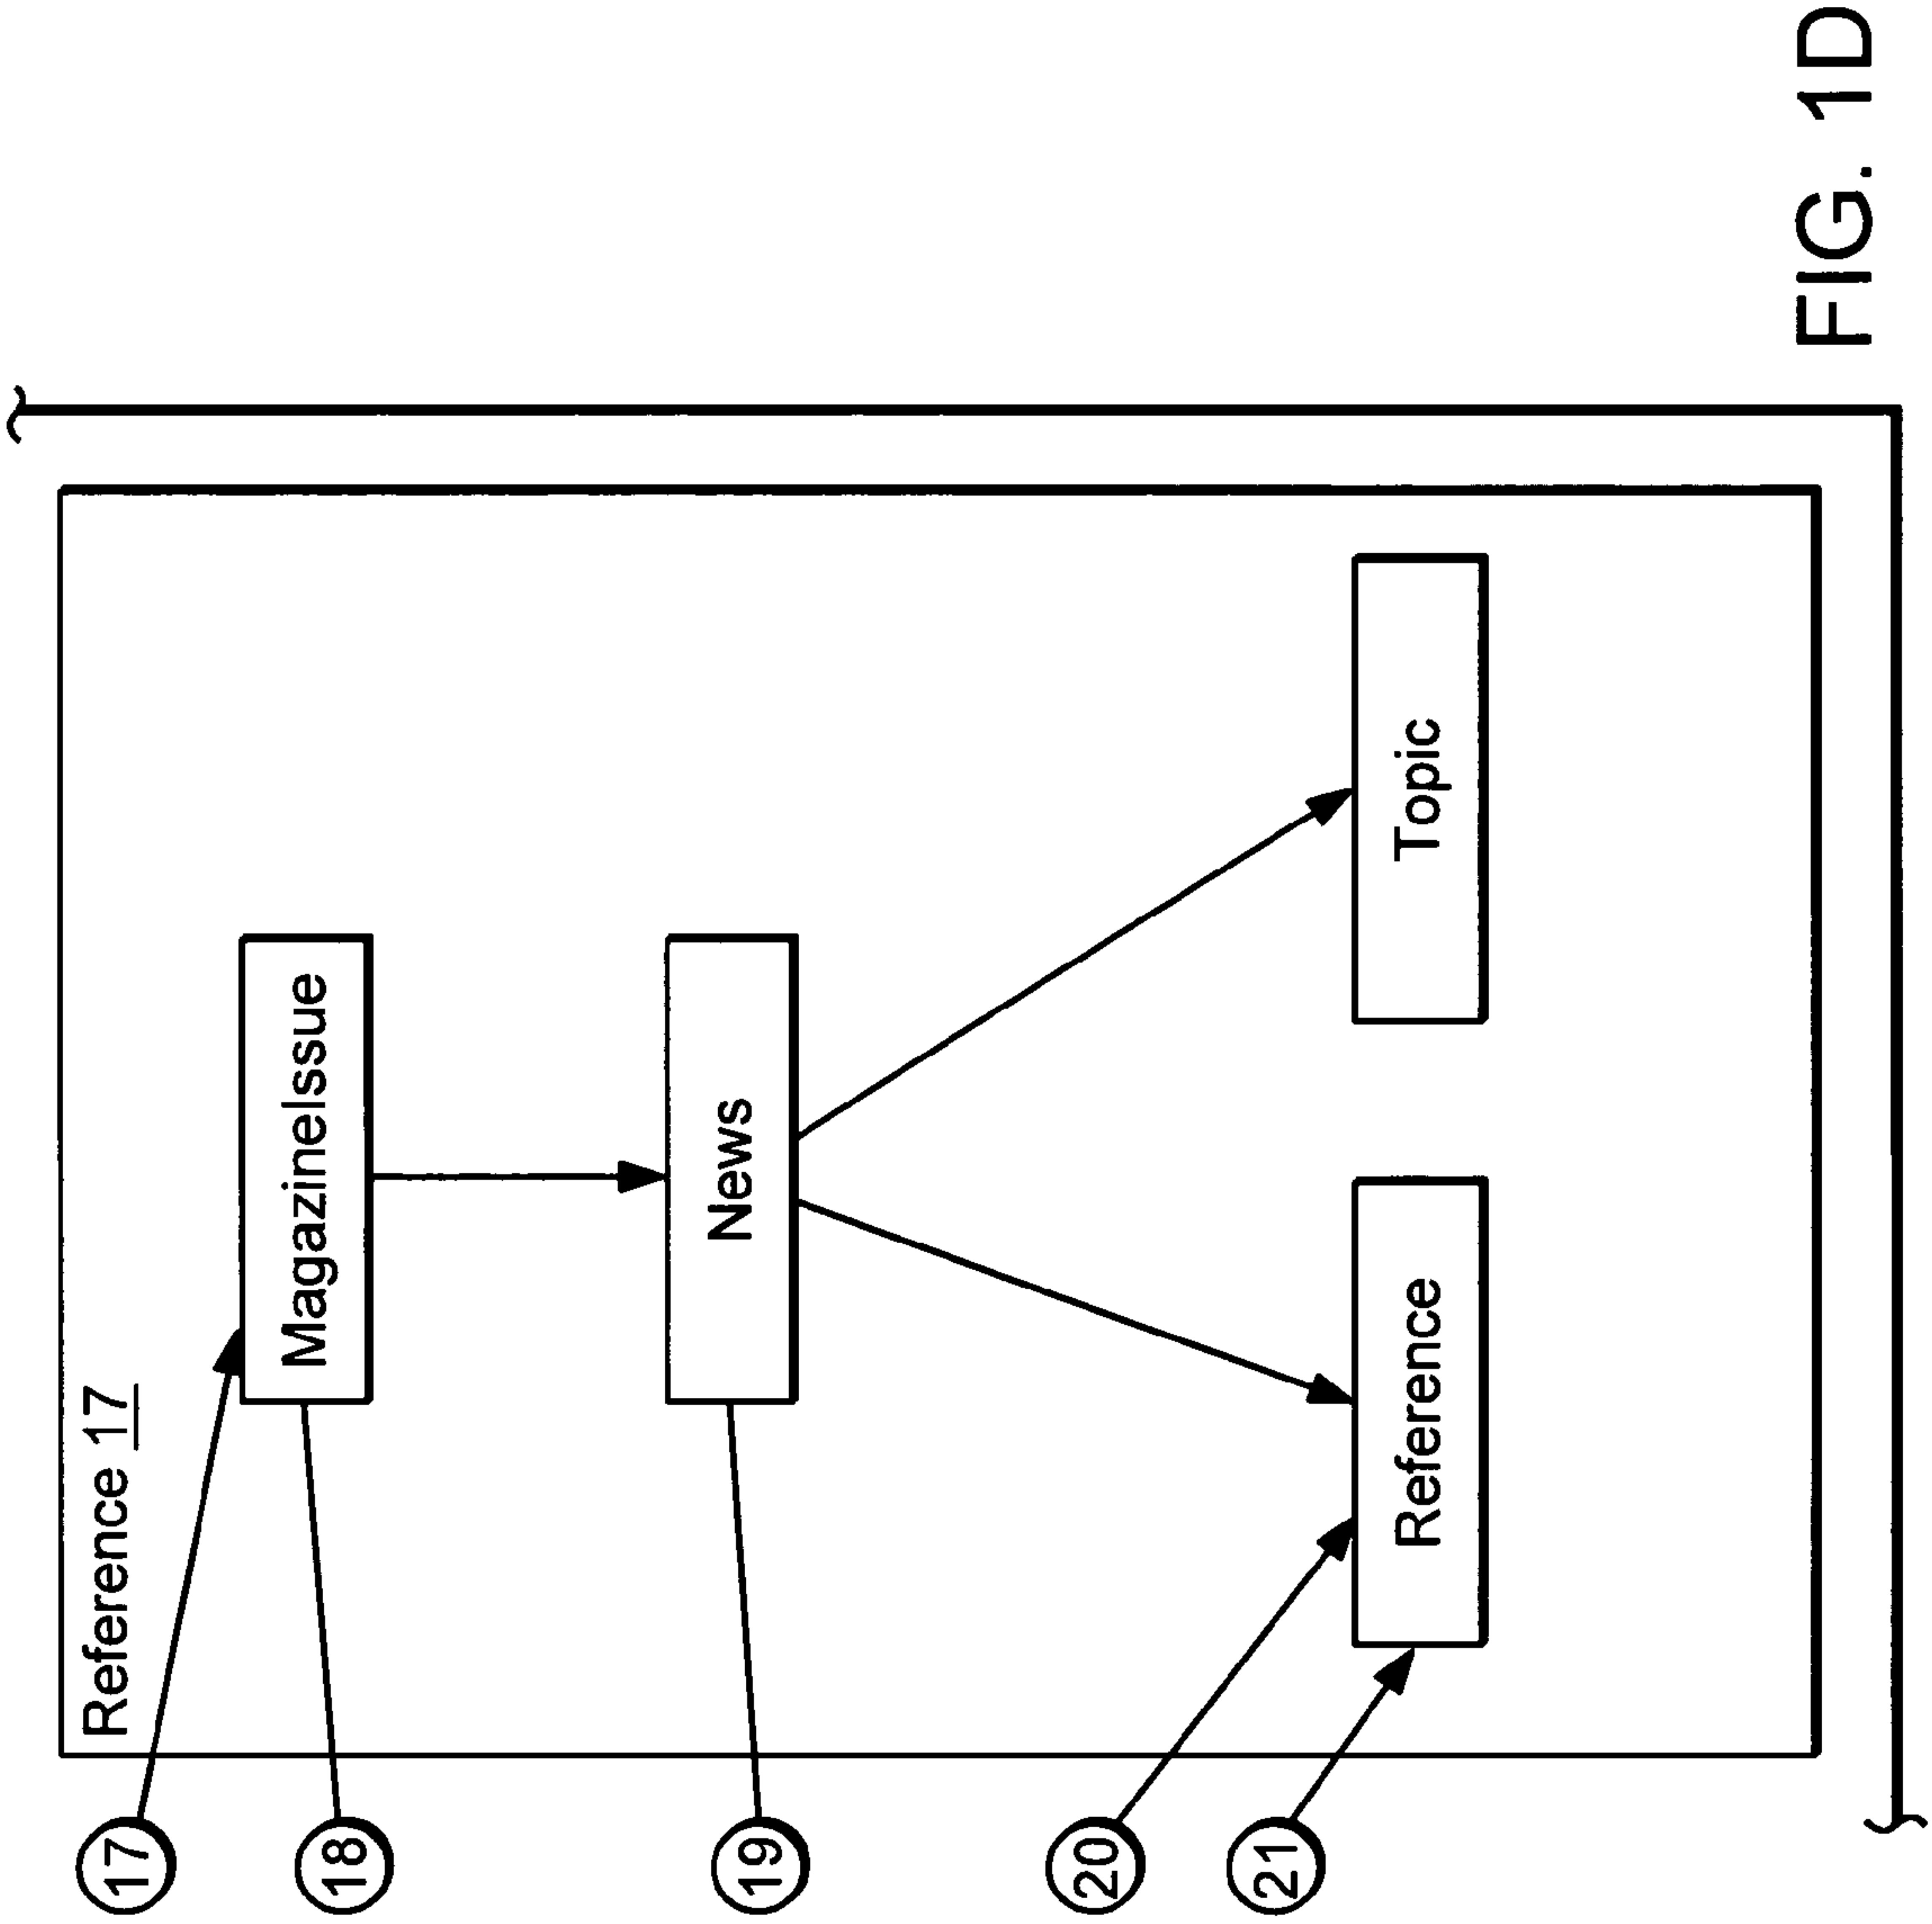 Reference 17
MagazineIssue
News
Reference
Topic
17
18
19
20
21
FIG. 1D